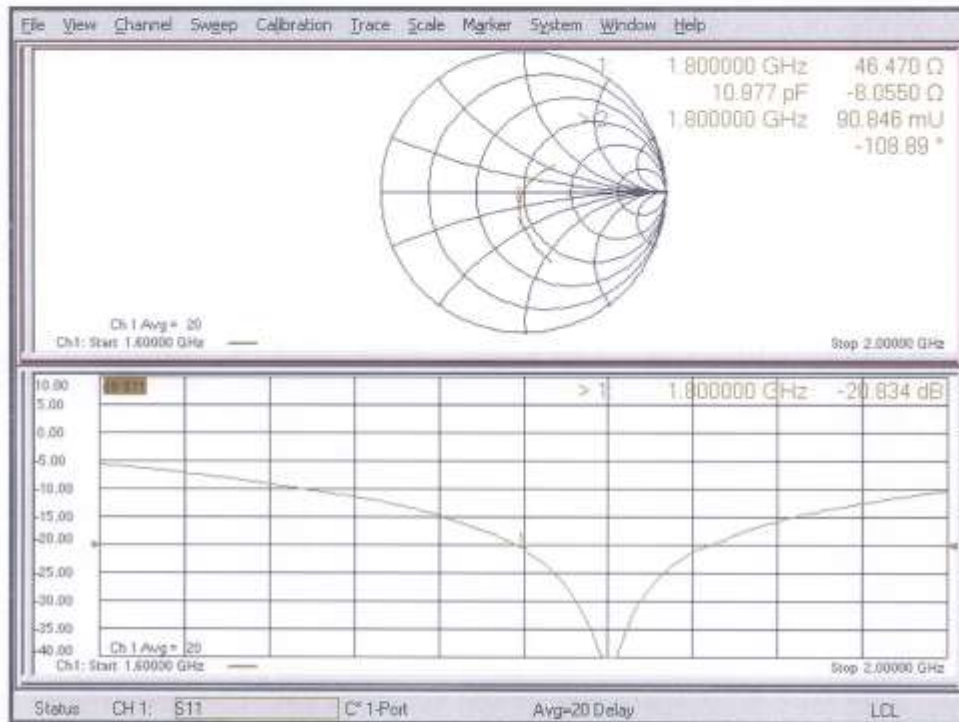 File View Channel Sweep Calibration Trace Scale Marker System Window Help
1 1.800000 GHz 46.470 Ω
10.977 pF -8.0550 Ω
>2 1.800000 GHz 90.846 mU
-108.89 °
Ch 1 Avg = 20
Ch1: Start 1.60000 GHz
Stop 2.00000 GHz
10.00
> 1 1.800000 GHz -20.834 dB
5.00
0.00
-5.00
-10.00
-15.00
-20.00
1
-25.00
-30.00
-35.00
-40.00
Ch 1 Avg = 20
Ch1: Start 1.60000 GHz
Stop 2.00000 GHz
Status CH 1: S11 C* 1-Port Avg=20 Delay LCL